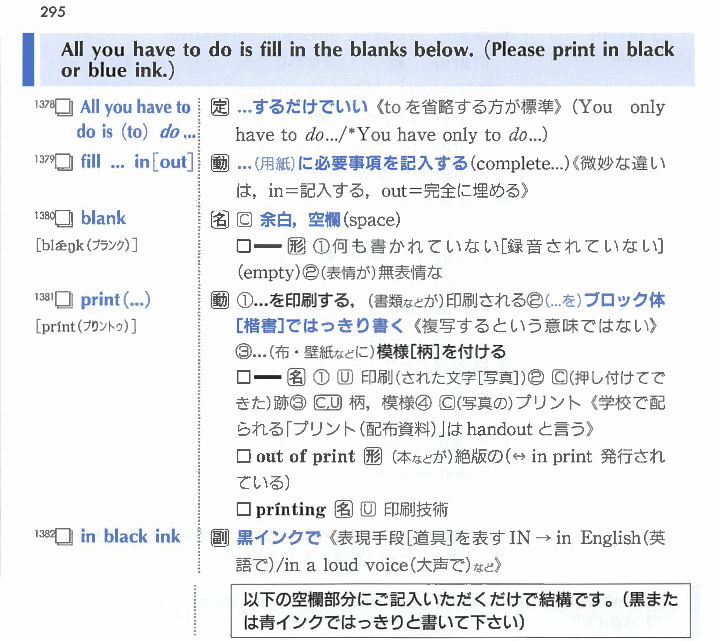 295
All you have to do is fill in the blanks below. (Please print in black
or blue ink.)
1378 All you have to 定 …するだけでいい《toを省略する方が標準》(You only
do is (to) do … have to do…/*You have only to do…)
1379 fill … in[out] 動 …(用紙)に必要事項を記入する(complete…)《微妙な違い
は, in=記入する, out=完全に埋める》
1380 blank 名 C 余白, 空欄(space)
[blǽŋk(ブランク)] □━ 形 ①何も書かれていない[録音されていない]
(empty)②(表情が)無表情な
1381 print(…) 動 ①…を印刷する, (書類などが)印刷される②(…を)ブロック体
[prínt(プリントゥ)] [楷書]ではっきり書く《複写するという意味ではない》
③…(布・壁紙などに)模様[柄]を付ける
□━ 名 ① U 印刷(された文字[写真])② C(押し付けてで
きた)跡③ C,U 柄, 模様④ C(写真の)プリント《学校で配
られる「プリント(配布資料)」はhandoutと言う》
□ out of print 形 (本などが)絶版の(↔ in print 発行され
ている)
□ prínting 名 U 印刷技術
1382 in black ink 副 黒インクで《表現手段[道具]を表すIN→in English(英
語で)/in a loud voice(大声で)など》
以下の空欄部分にご記入いただくだけで結構です。(黒また
は青インクではっきりと書いて下さい)